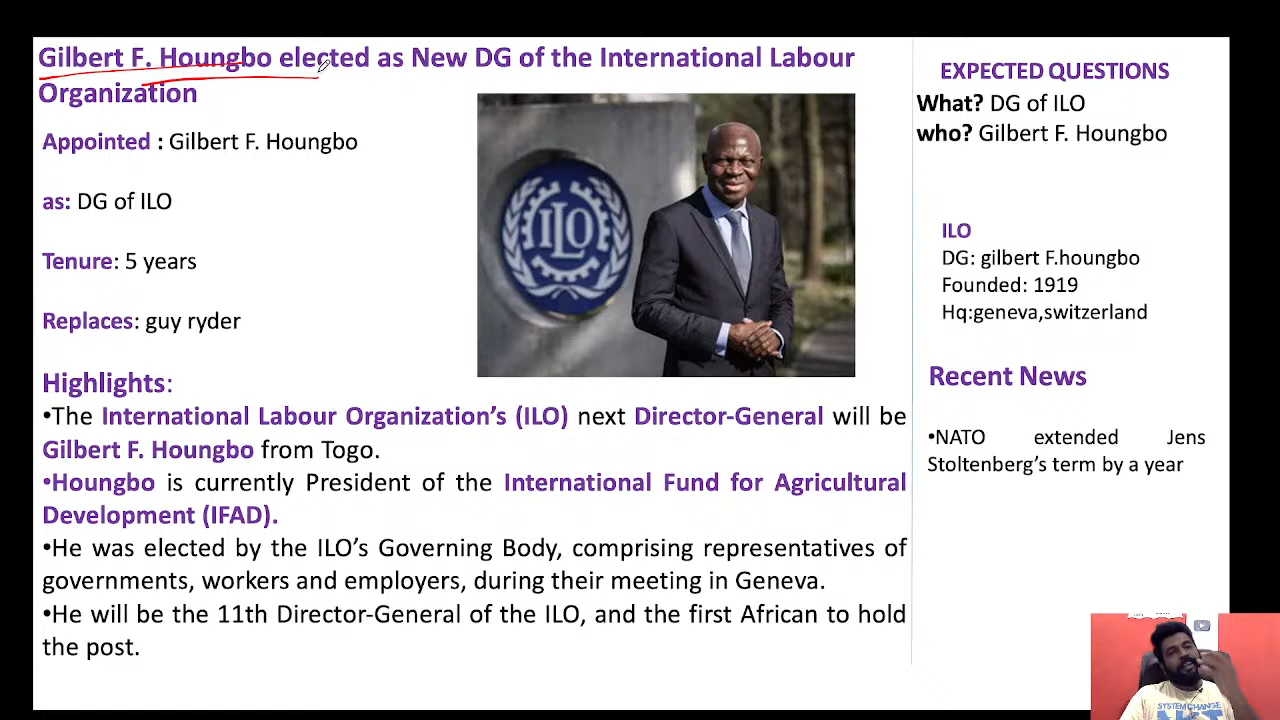 Gilbert F. Houngbo elected as New DG of the International Labour
Organization
Appointed : Gilbert F. Houngbo
as: DG of ILO
Tenure: 5 years
Replaces: guy ryder
ILO
Highlights:
•The International Labour Organization’s (ILO) next Director-General will be
Gilbert F. Houngbo from Togo.
•Houngbo is currently President of the International Fund for Agricultural
Development (IFAD).
•He was elected by the ILO’s Governing Body, comprising representatives of
governments, workers and employers, during their meeting in Geneva.
•He will be the 11th Director-General of the ILO, and the first African to hold
the post.
EXPECTED QUESTIONS
What? DG of ILO
who? Gilbert F. Houngbo
ILO
DG: gilbert F.houngbo
Founded: 1919
Hq:geneva,switzerland
Recent News
•NATO extended Jens
Stoltenberg’s term by a year
SYSTEM CHANGE